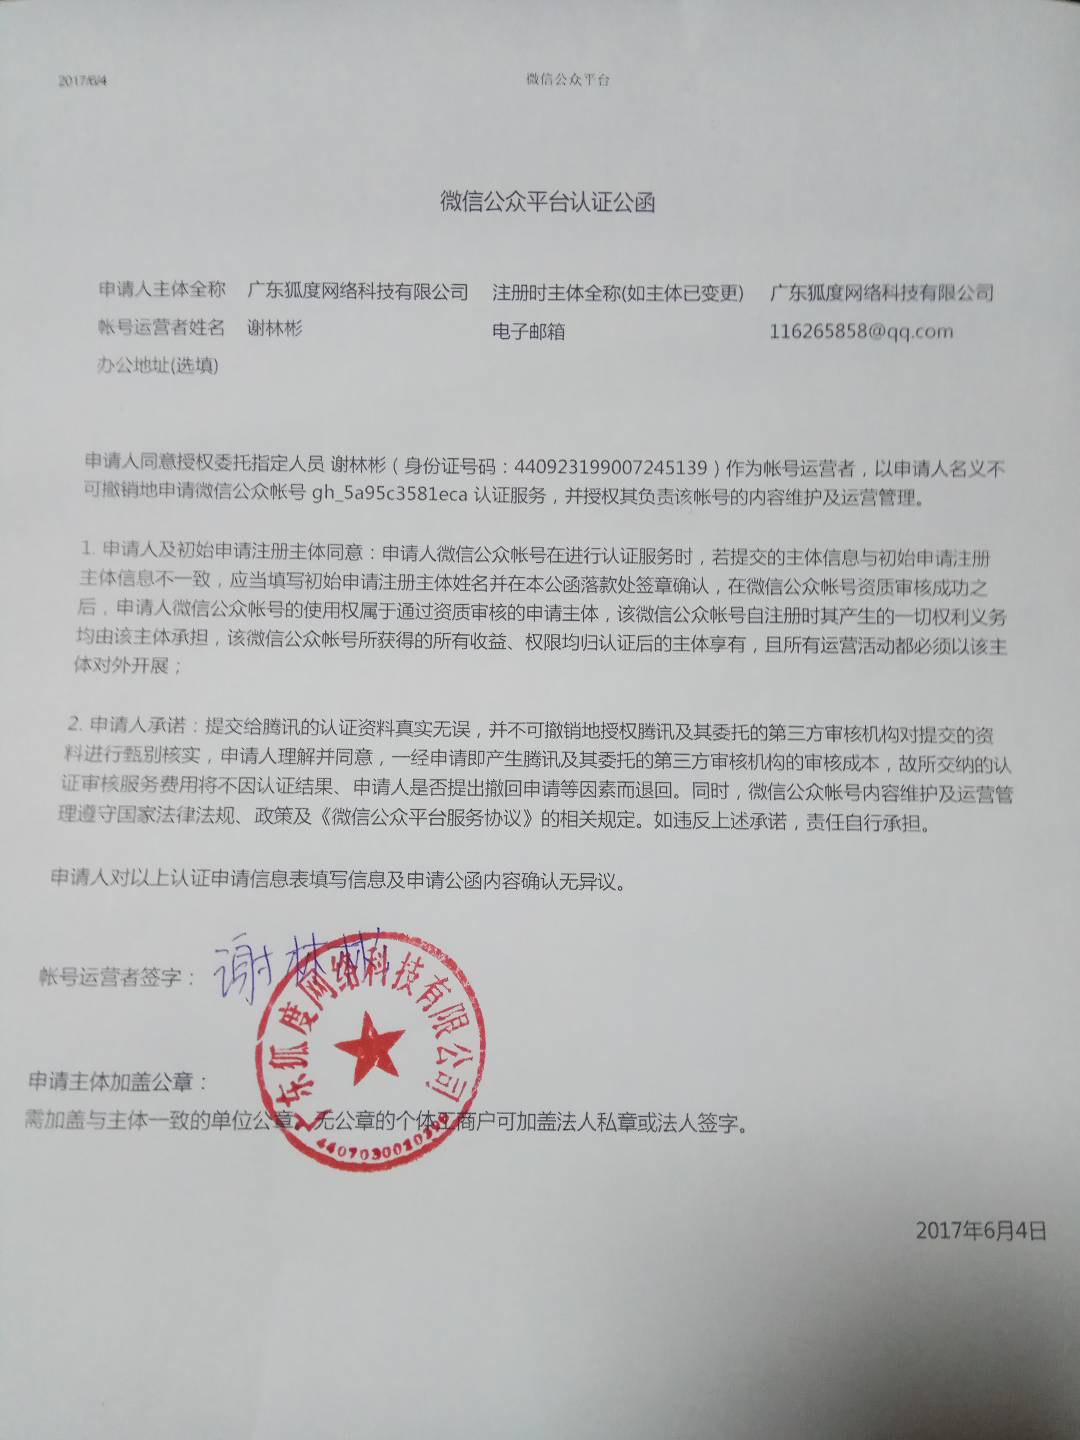 2017/6/4 微信公众平台
微信公众平台认证公函
申请人主体全称 广东狐度网络科技有限公司 注册时主体全称(如主体已变更) 广东狐度网络科技有限公司
帐号运营者姓名 谢林彬 电子邮箱 116265858@qq.com
办公地址(选填)
申请人同意授权委托指定人员 谢林彬（身份证号码：440923199007245139）作为帐号运营者，以申请人名义不
可撤销地申请微信公众帐号 gh_5a95c3581eca 认证服务，并授权其负责该帐号的内容维护及运营管理。
1. 申请人及初始申请注册主体同意：申请人微信公众帐号在进行认证服务时，若提交的主体信息与初始申请注册
主体信息不一致，应当填写初始申请注册主体姓名并在本公函落款处签章确认，在微信公众帐号资质审核成功之
后，申请人微信公众帐号的使用权属于通过资质审核的申请主体，该微信公众帐号自注册时其产生的一切权利义务
均由该主体承担，该微信公众帐号所获得的所有收益、权限均归认证后的主体享有，且所有运营活动都必须以该主
体对外开展；
2. 申请人承诺：提交给腾讯的认证资料真实无误，并不可撤销地授权腾讯及其委托的第三方审核机构对提交的资
料进行甄别核实，申请人理解并同意，一经申请即产生腾讯及其委托的第三方审核机构的审核成本，故所交纳的认
证审核服务费用将不因认证结果、申请人是否提出撤回申请等因素而退回。同时，微信公众帐号内容维护及运营管
理遵守国家法律法规、政策及《微信公众平台服务协议》的相关规定。如违反上述承诺，责任自行承担。
申请人对以上认证申请信息表填写信息及申请公函内容确认无异议。
帐号运营者签字： 谢林彬
广东狐度网络科技有限公司
申请主体加盖公章：
需加盖与主体一致的单位公章，无公章的个体工商户可加盖法人私章或法人签字。
2017年6月4日